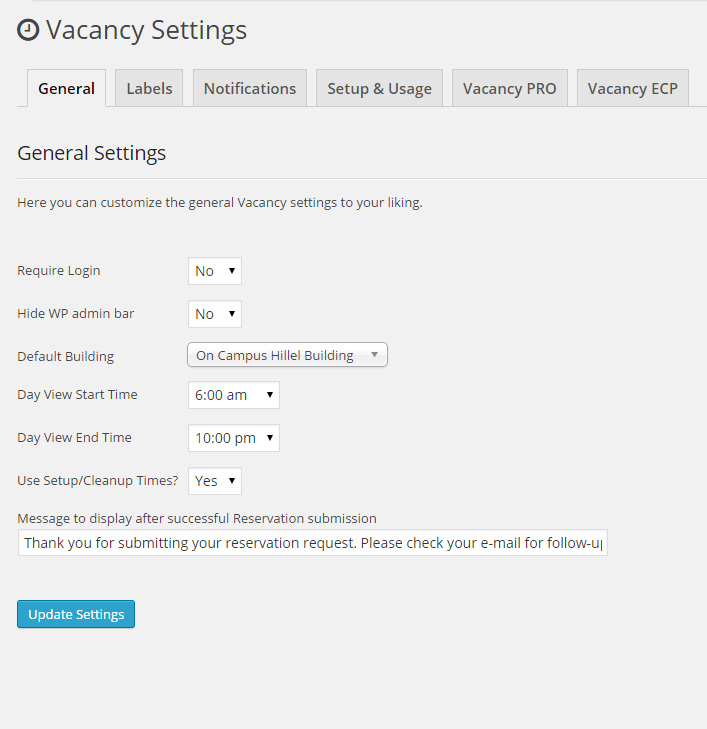 Vacancy Settings
General Labels Notifications Setup & Usage Vacancy PRO Vacancy ECP
General Settings
Here you can customize the general Vacancy settings to your liking.
Require Login No
Hide WP admin bar No
Default Building On Campus Hillel Building
Day View Start Time 6:00 am
Day View End Time 10:00 pm
Use Setup/Cleanup Times? Yes
Message to display after successful Reservation submission
Thank you for submitting your reservation request. Please check your e-mail for follow-up
Update Settings